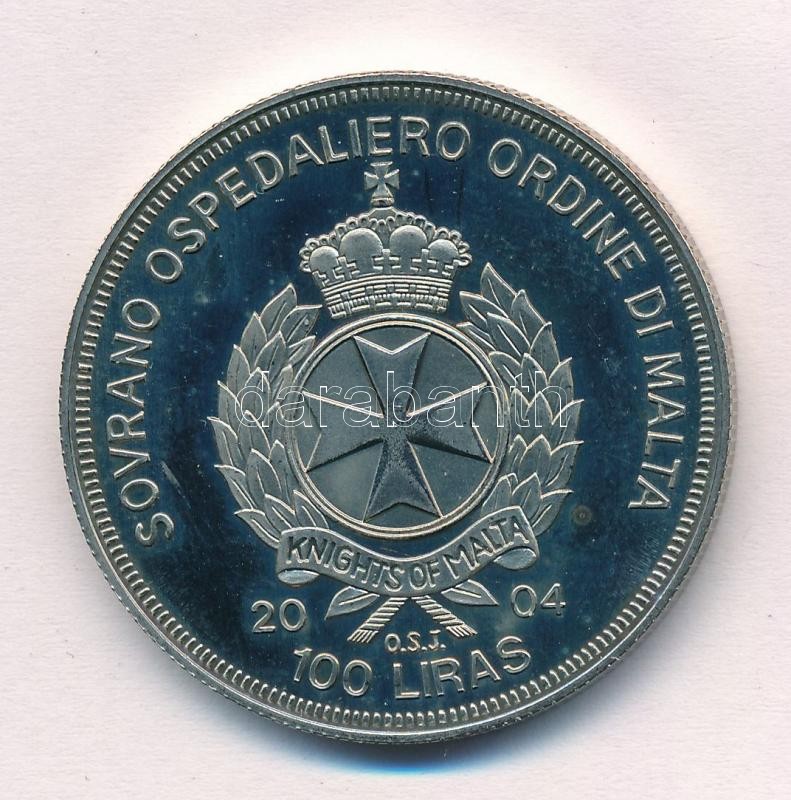 SOVRANO OSPEDALIERO ORDINE DI MALTA
darabanth
KNIGHTS OF MALTA
20 04
O.S.J.
100 LIRAS